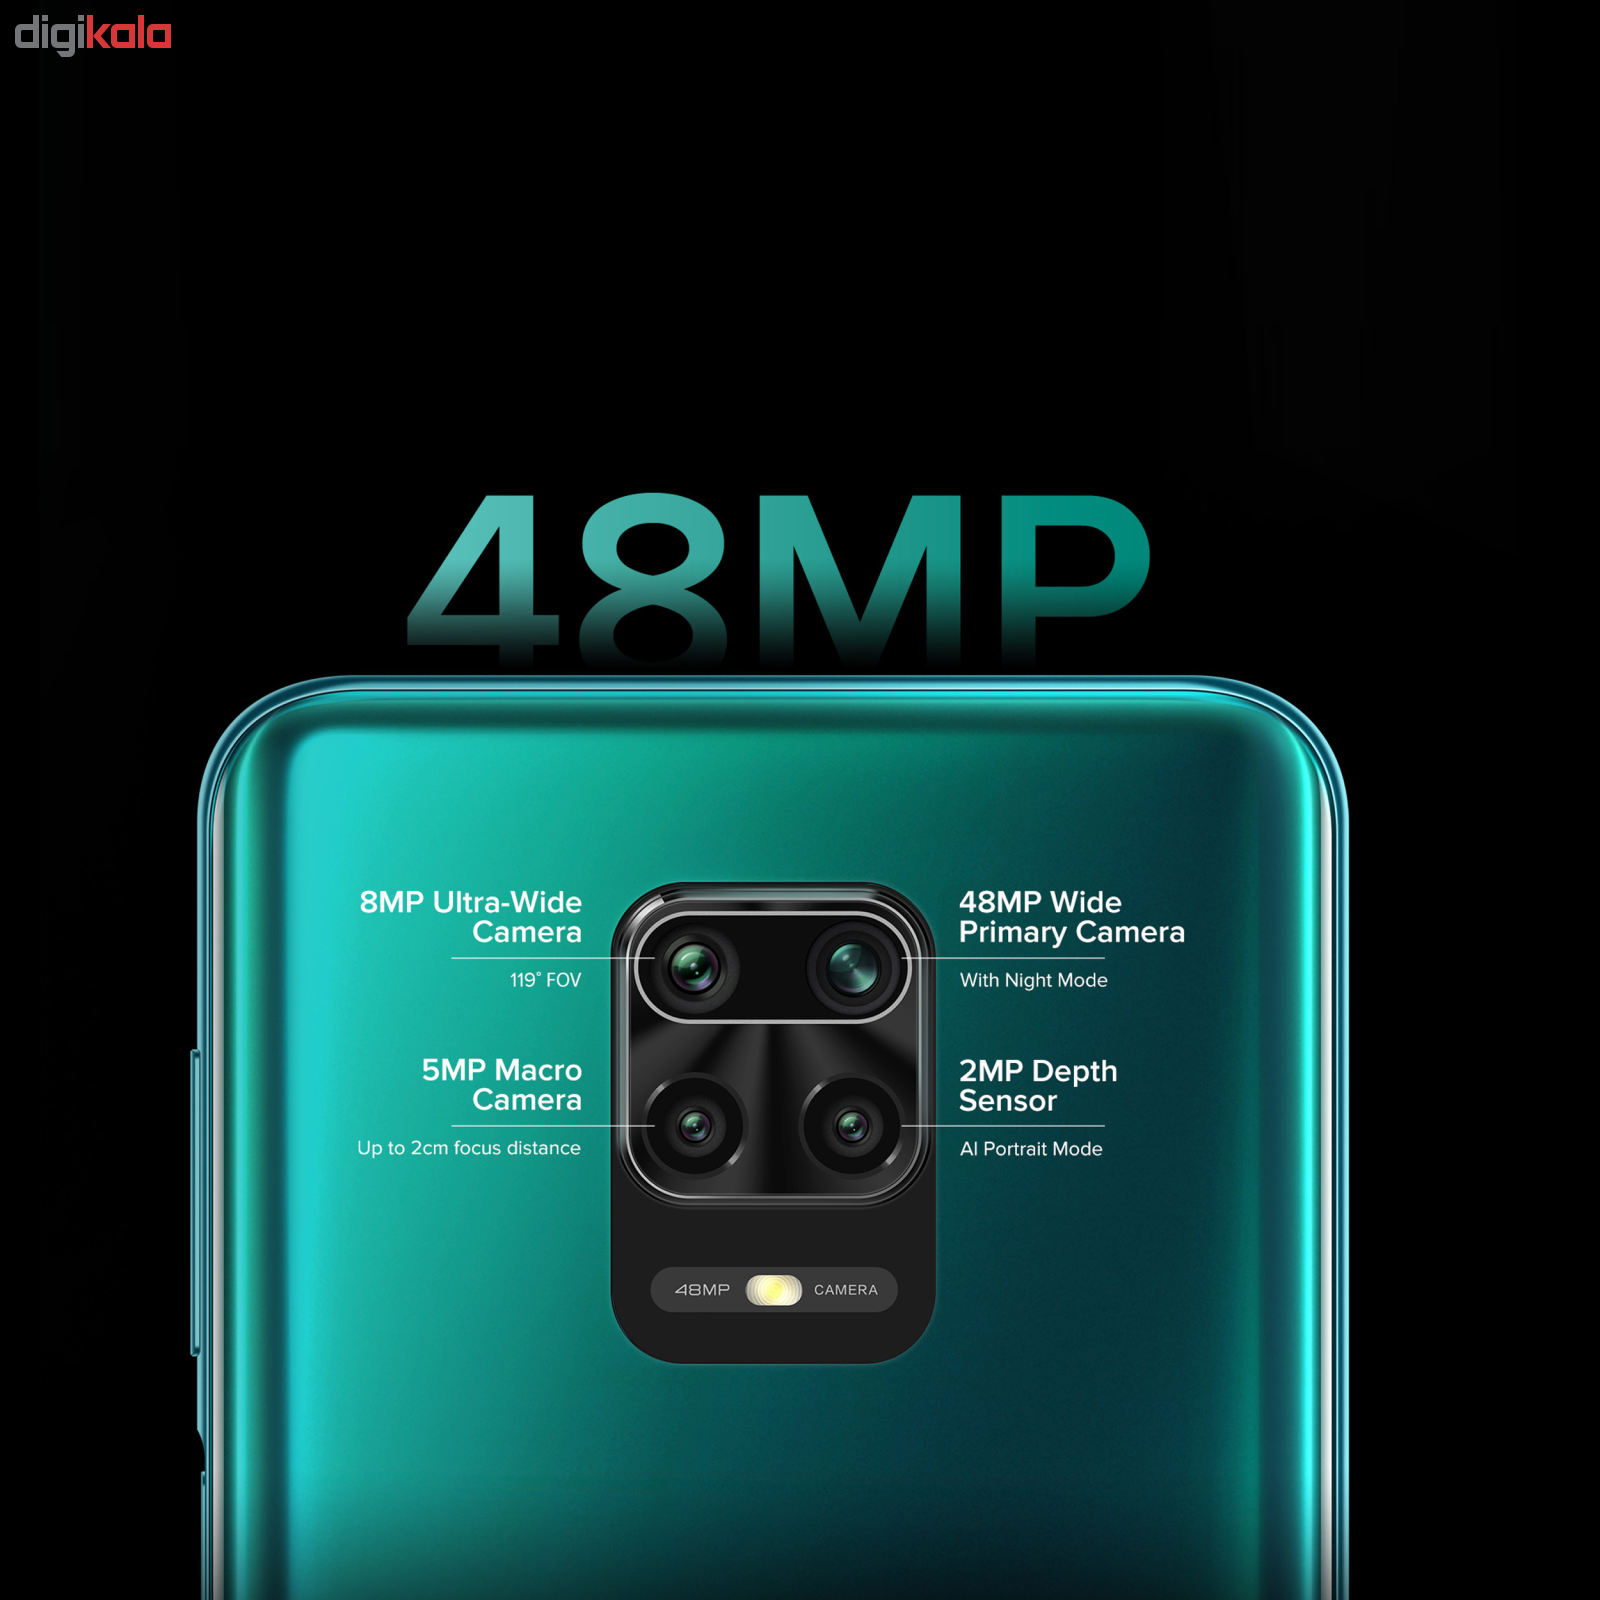 digikala
48MP
8MP Ultra-Wide
Camera
119° FOV
48MP Wide
Primary Camera
With Night Mode
5MP Macro
Camera
Up to 2cm focus distance
2MP Depth
Sensor
AI Portrait Mode
48MP CAMERA